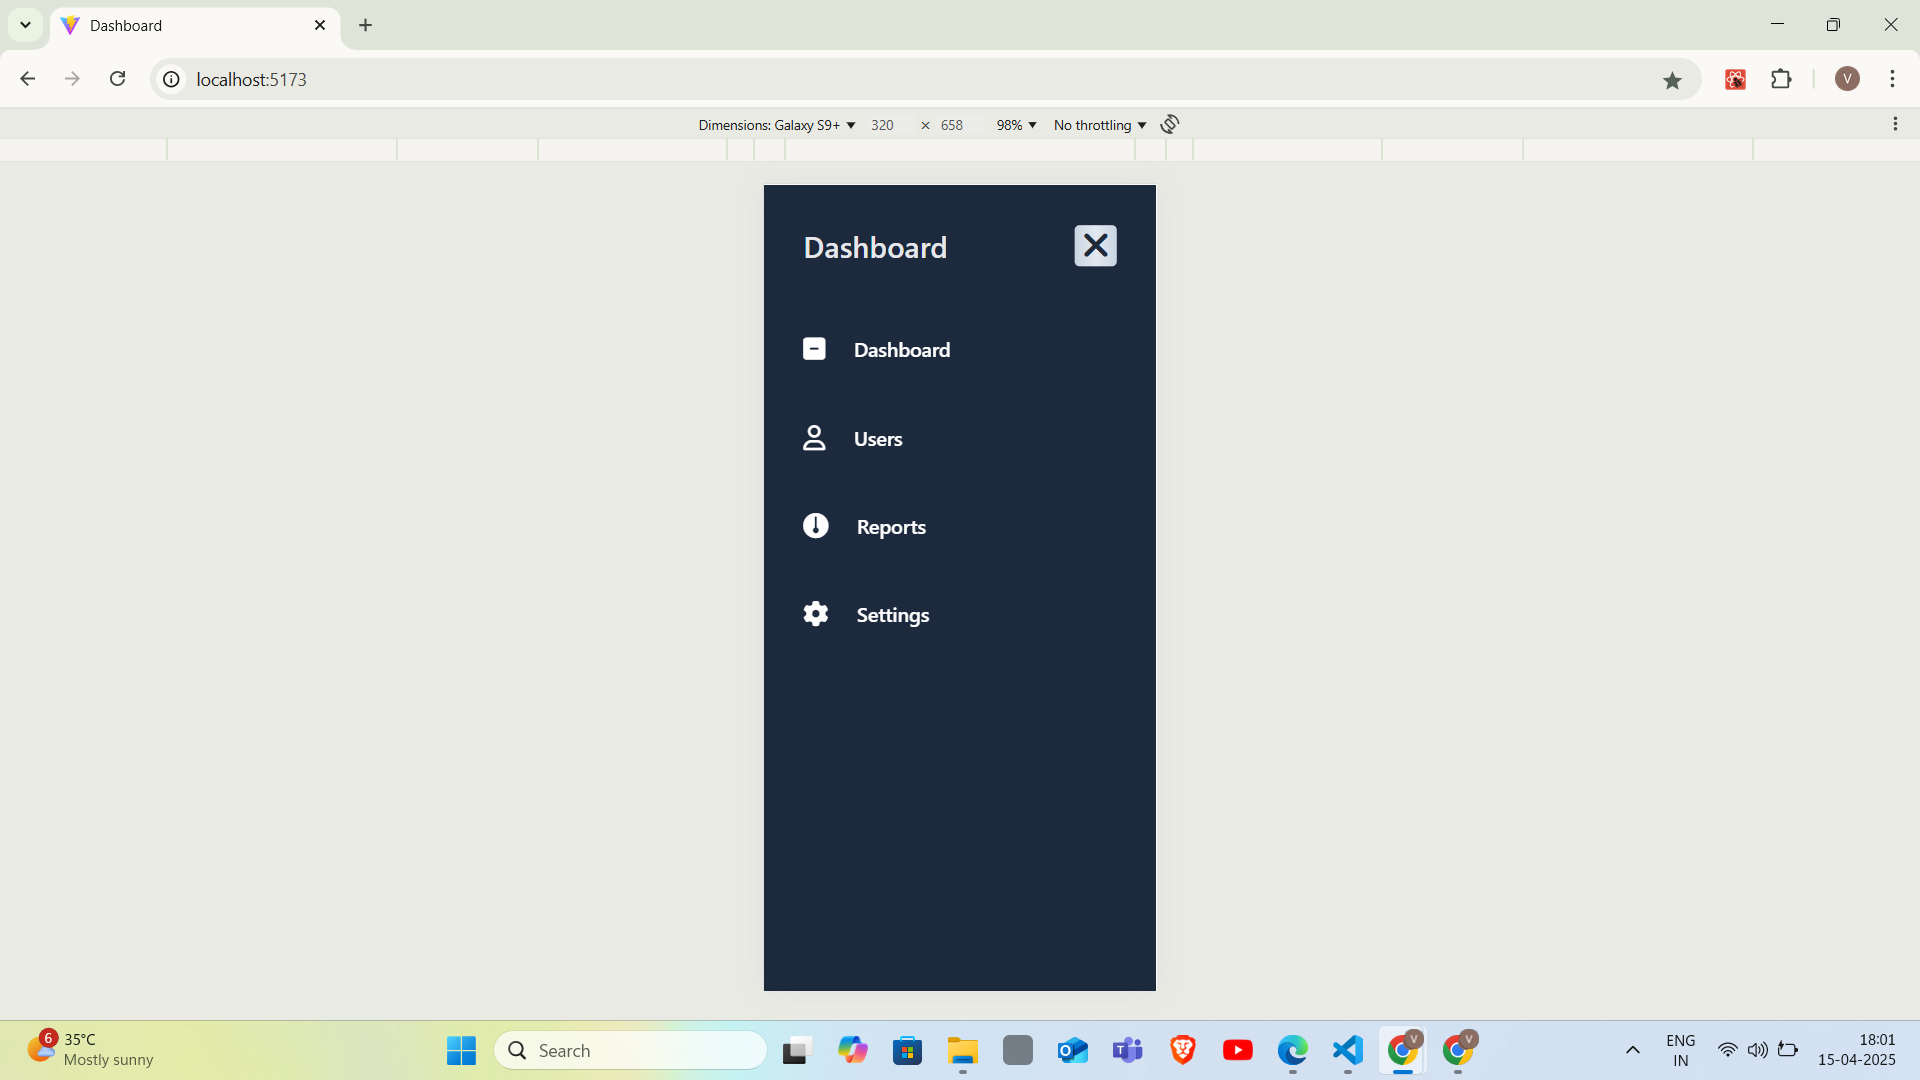 Dashboard
localhost:5173
V
Dimensions: Galaxy S9+ 320 × 658 98% No throttling
Dashboard
Dashboard
Users
Reports
Settings
6
35°C
Mostly sunny
Search
V
V
ENG
IN
18:01
15-04-2025